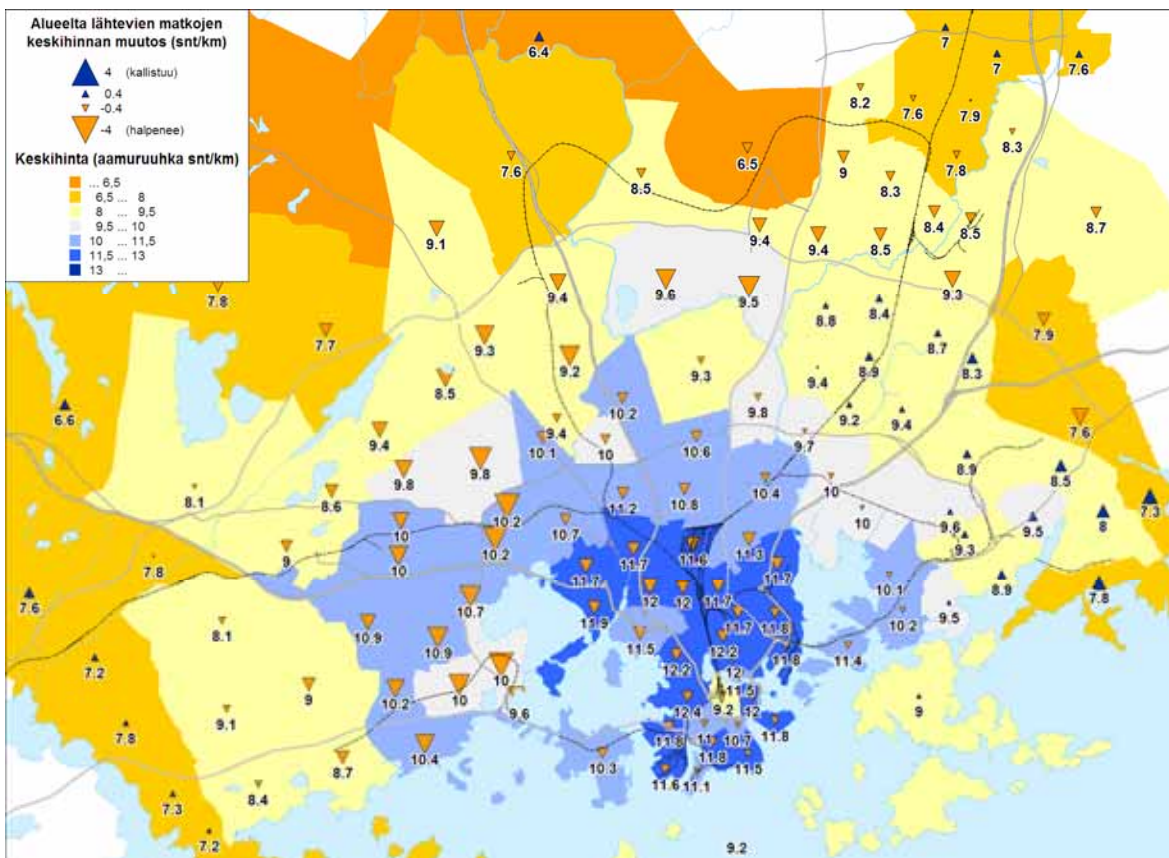 Alueelta lähtevien matkojen
keskihinnan muutos (snt/km)
4 (kallistuu)
0.4
-0.4
-4 (halpenee)
Keskihinta (aamuruuhka snt/km)
... 6,5
6,5 ... 8
8 ... 9,5
9,5 ... 10
10 ... 11,5
11,5 ... 13
13 ...
7
6.4
7 7.6
8.2 7.6 7.9
8.3
7.6 8.5 6.5 9 8.3 7.8
9.1 9.4 9.4 8.5 8.4 8.5 8.7
7.8 9.4 9.6 9.5 9.3
7.7 9.3 8.8 8.4 7.9
9.2 9.3 8.7
8.5 9.4 8.9 8.3
6.6 10.2 9.8 9.2 9.4 7.6
9.4 9.4 10.1 10 10.6 9.7
9.8 9.8 8.9 8.5
8.1 8.6 10.8 10.4 10
10.2 11.2 10 9.6 9.5 8 7.3
10 10.7
9 10 10.2 11.7 11.6 11.3 9.3
7.8 11.7 11.7 10.1 8.9 7.8
7.6 10.7 12 12 11.7
8.1 10.9 11.9 11.7 11.8 10.2 9.5
10.9 11.5 12.2 11.8 11.4
7.2 10 12.2 12
9 10.2 10 9.6 11.5
9.1 12.4 9.2 12 9
7.8 10.4 11.8 11 10.7 11.8
8.7 10.3 11.8 11.5
8.4 11.6 11.1
7.3
7.2 9.2